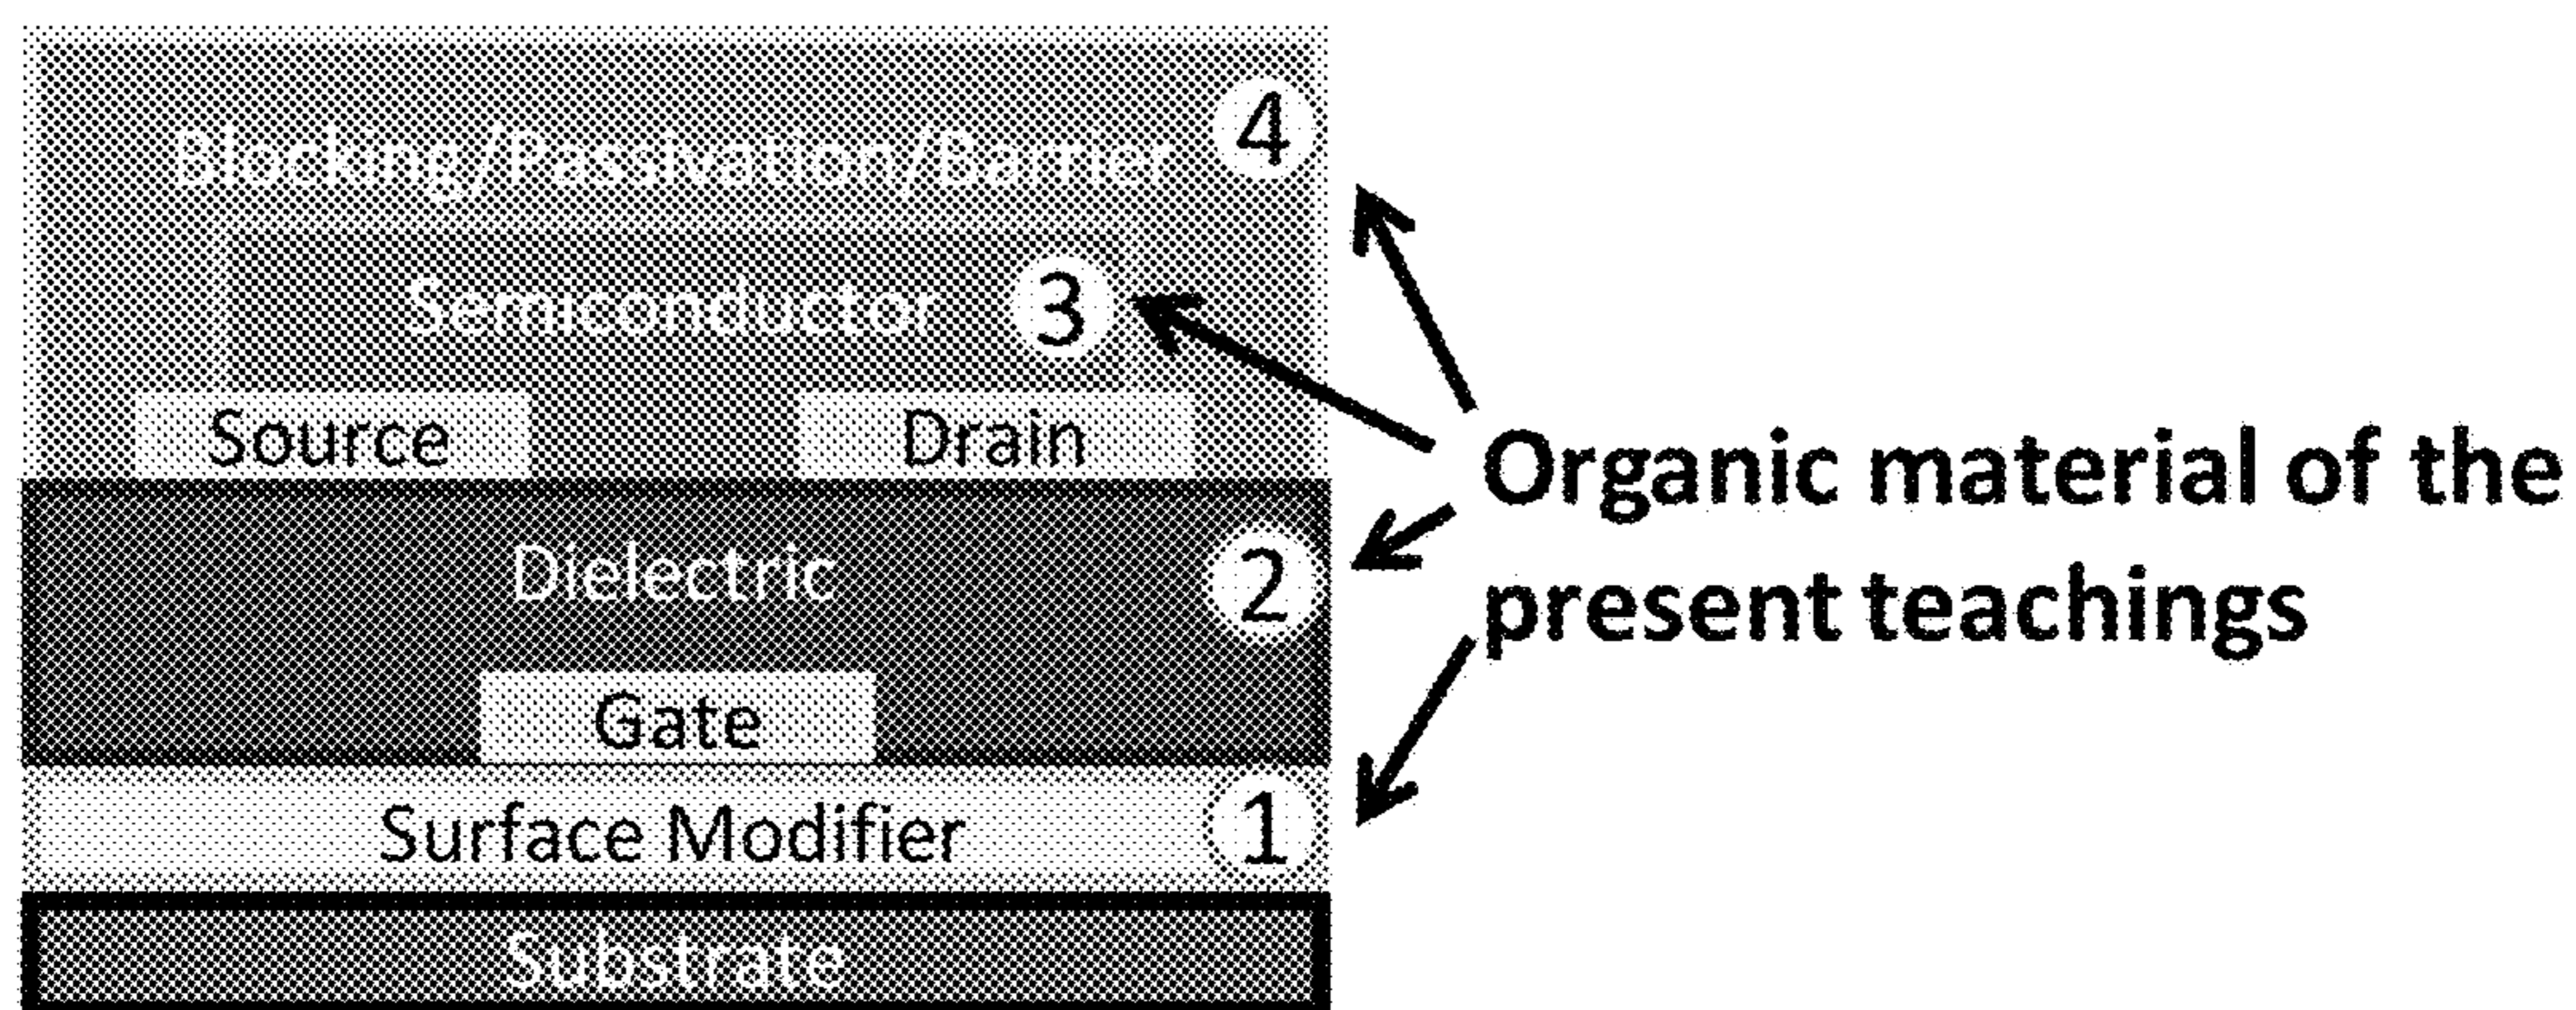 Blocking/Passivation/Barrier 4
Semiconductor 3
Source Drain
Dielectric 2
Gate
Surface Modifier 1
Substrate
Organic material of the
present teachings